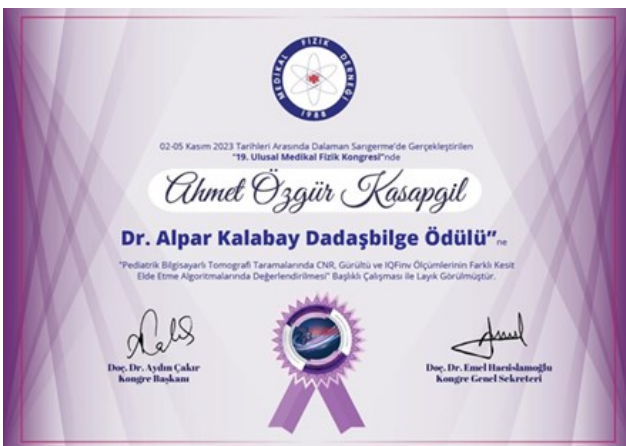 MEDİKAL FİZİK DERNEĞİ
1988
02-05 Kasım 2023 Tarihleri Arasında Dalaman Sarıgerme'de Gerçekleştirilen
"19. Ulusal Medikal Fizik Kongresi"nde
Ahmet Özgür Kasapgil
Dr. Alpar Kalabay Dadaşbilge Ödülü" ne
"Pediatrik Bilgisayarlı Tomografi Taramalarında CNR, Gürültü ve IQFinv Ölçümlerinin Farklı Kesit
Elde Etme Algoritmalarında Değerlendirilmesi" Başlıklı Çalışması ile Layık Görülmüştür.
Doç. Dr. Aydın Çakır
Kongre Başkanı
Doç. Dr. Emel Hacıislamoğlu
Kongre Genel Sekreteri